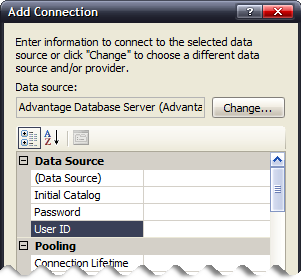 Add Connection
Enter information to connect to the selected data
source or click "Change" to choose a different data
source and/or provider.
Data source:
Advantage Database Server (Advanta
Change...
Data Source
(Data Source)
Initial Catalog
Password
User ID
Pooling
Connection Lifetime